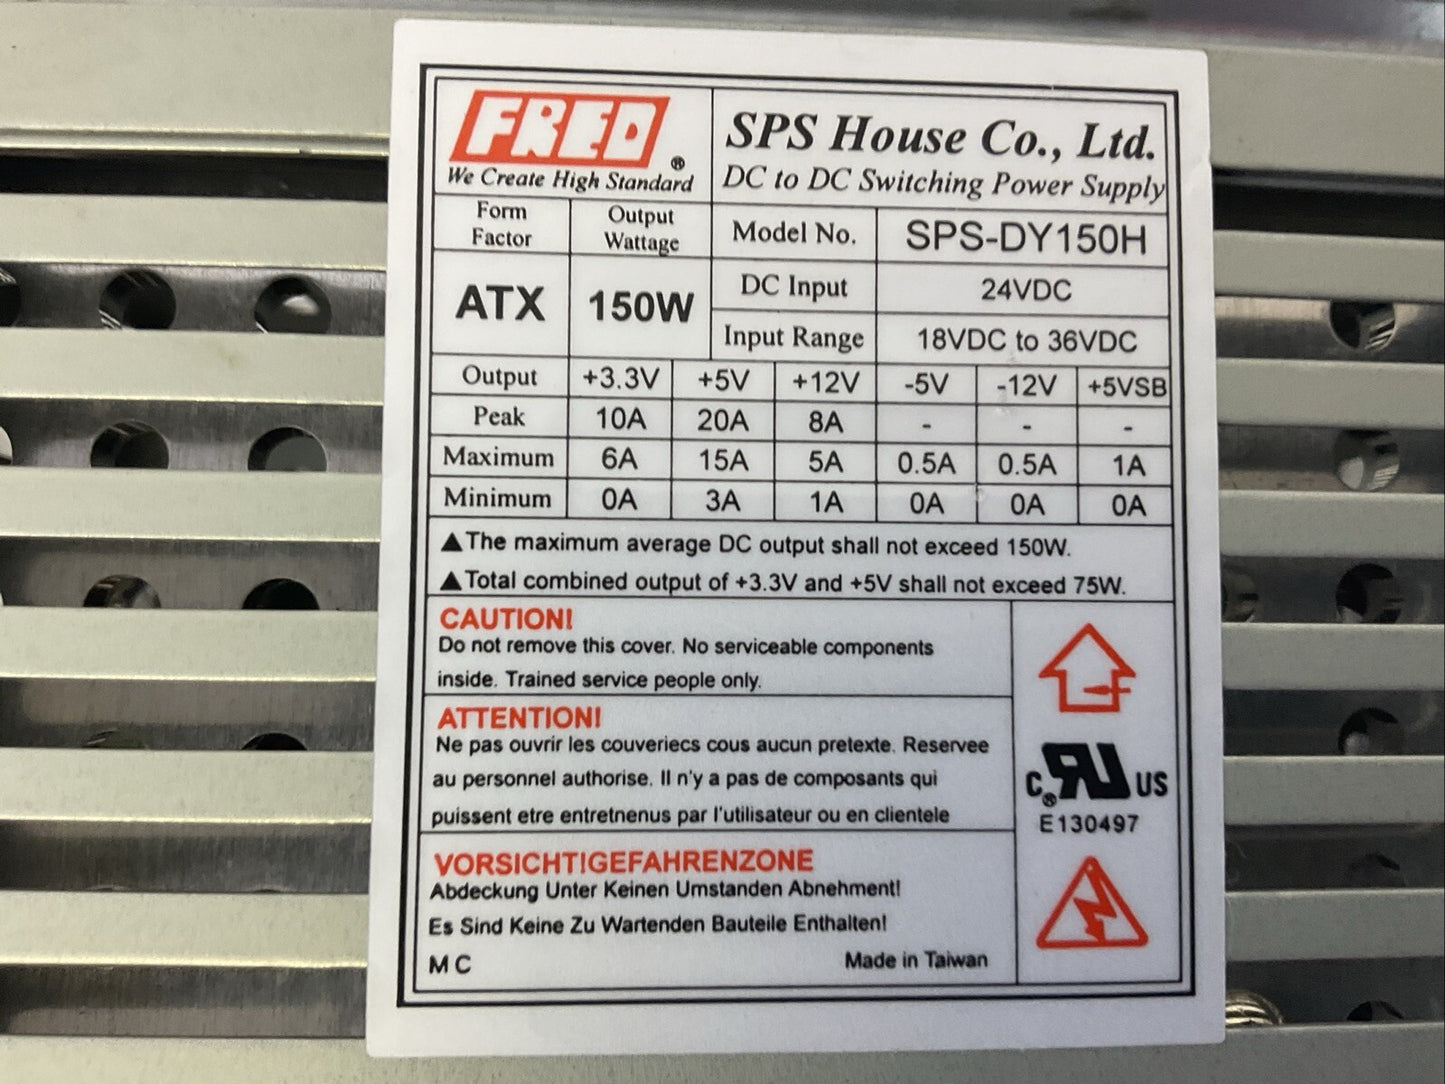 FRED®
We Create High Standard
SPS House Co., Ltd.
DC to DC Switching Power Supply
Form Factor
Output Wattage
Model No. SPS-DY150H
ATX 150W
DC Input 24VDC
Input Range 18VDC to 36VDC
Output +3.3V +5V +12V -5V -12V +5VSB
Peak 10A 20A 8A - - -
Maximum 6A 15A 5A 0.5A 0.5A 1A
Minimum 0A 3A 1A 0A 0A 0A
▲The maximum average DC output shall not exceed 150W.
▲Total combined output of +3.3V and +5V shall not exceed 75W.
CAUTION!
Do not remove this cover. No serviceable components
inside. Trained service people only.
ATTENTION!
Ne pas ouvrir les couveriecs cous aucun pretexte. Reservee
au personnel authorise. Il n'y a pas de composants qui
puissent etre entretnenus par l'utilisateur ou en clientele
VORSICHT!GEFAHRENZONE
Abdeckung Unter Keinen Umstanden Abnehment!
Es Sind Keine Zu Wartenden Bauteile Enthalten!
M C
Made in Taiwan
C RU® US
E130497